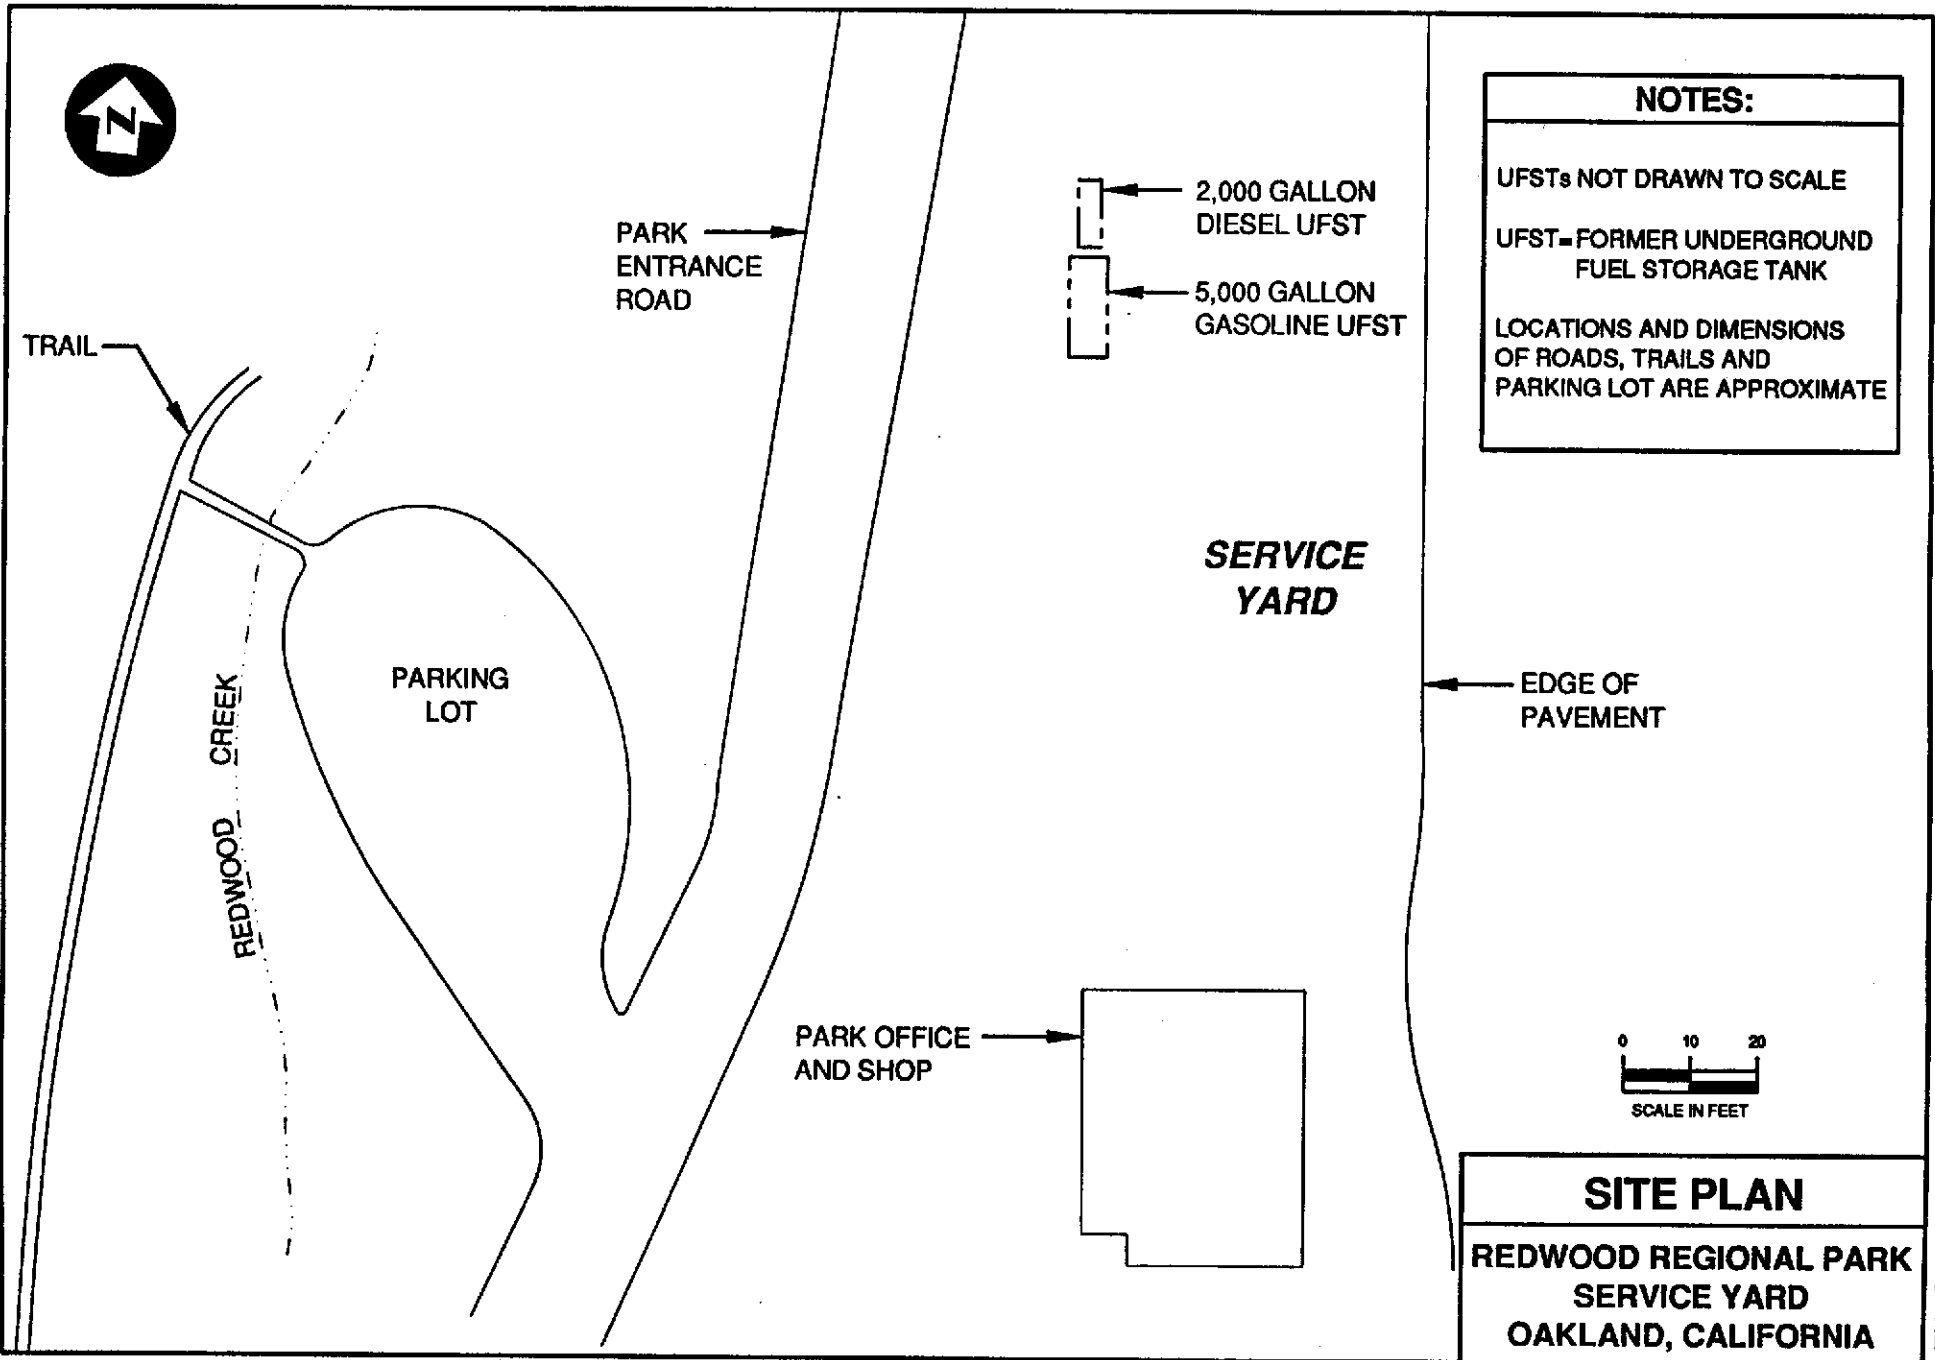 N
NOTES:
UFSTs NOT DRAWN TO SCALE
UFST=FORMER UNDERGROUND
FUEL STORAGE TANK
LOCATIONS AND DIMENSIONS
OF ROADS, TRAILS AND
PARKING LOT ARE APPROXIMATE
2,000 GALLON
DIESEL UFST
5,000 GALLON
GASOLINE UFST
PARK
ENTRANCE
ROAD
TRAIL
SERVICE
YARD
PARKING
LOT
REDWOOD CREEK
EDGE OF
PAVEMENT
PARK OFFICE
AND SHOP
0 10 20
SCALE IN FEET
SITE PLAN
REDWOOD REGIONAL PARK
SERVICE YARD
OAKLAND, CALIFORNIA